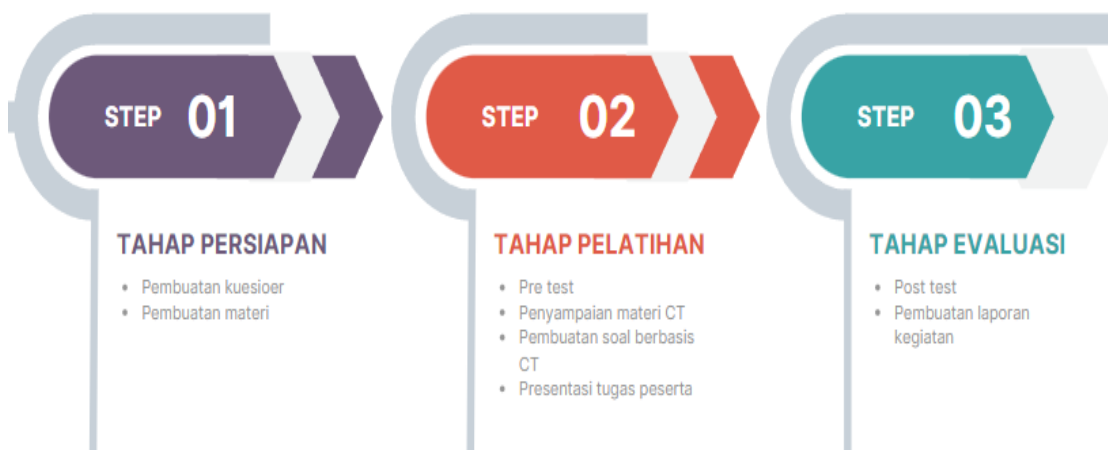 STEP 01
TAHAP PERSIAPAN
• Pembuatan kuesioer
• Pembuatan materi
STEP 02
TAHAP PELATIHAN
• Pre test
• Penyampaian materi CT
• Pembuatan soal berbasis
CT
• Presentasi tugas peserta
STEP 03
TAHAP EVALUASI
• Post test
• Pembuatan laporan
kegiatan